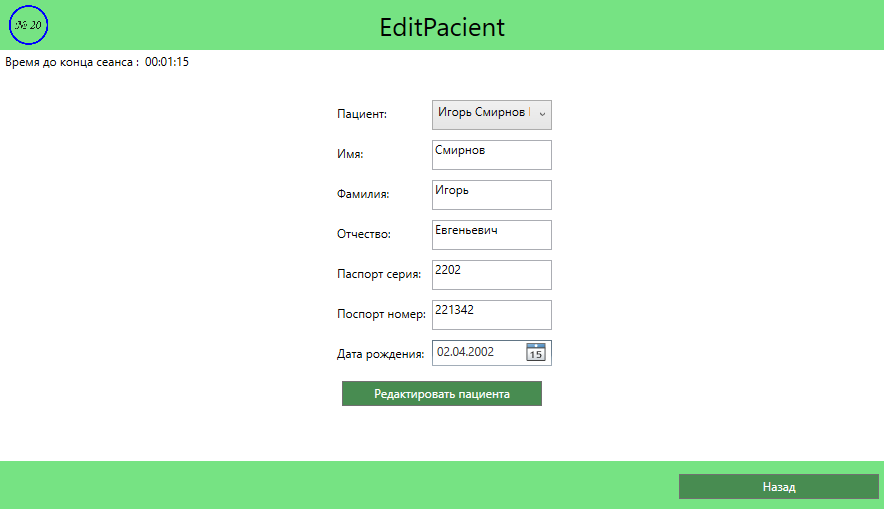 № 20
EditPacient
Время до конца сеанса : 00:01:15
Пациент: Игорь Смирнов
Имя: Смирнов
Фамилия: Игорь
Отчество: Евгеньевич
Паспорт серия: 2202
Поспорт номер: 221342
Дата рождения: 02.04.2002 15
Редактировать пациента
Назад